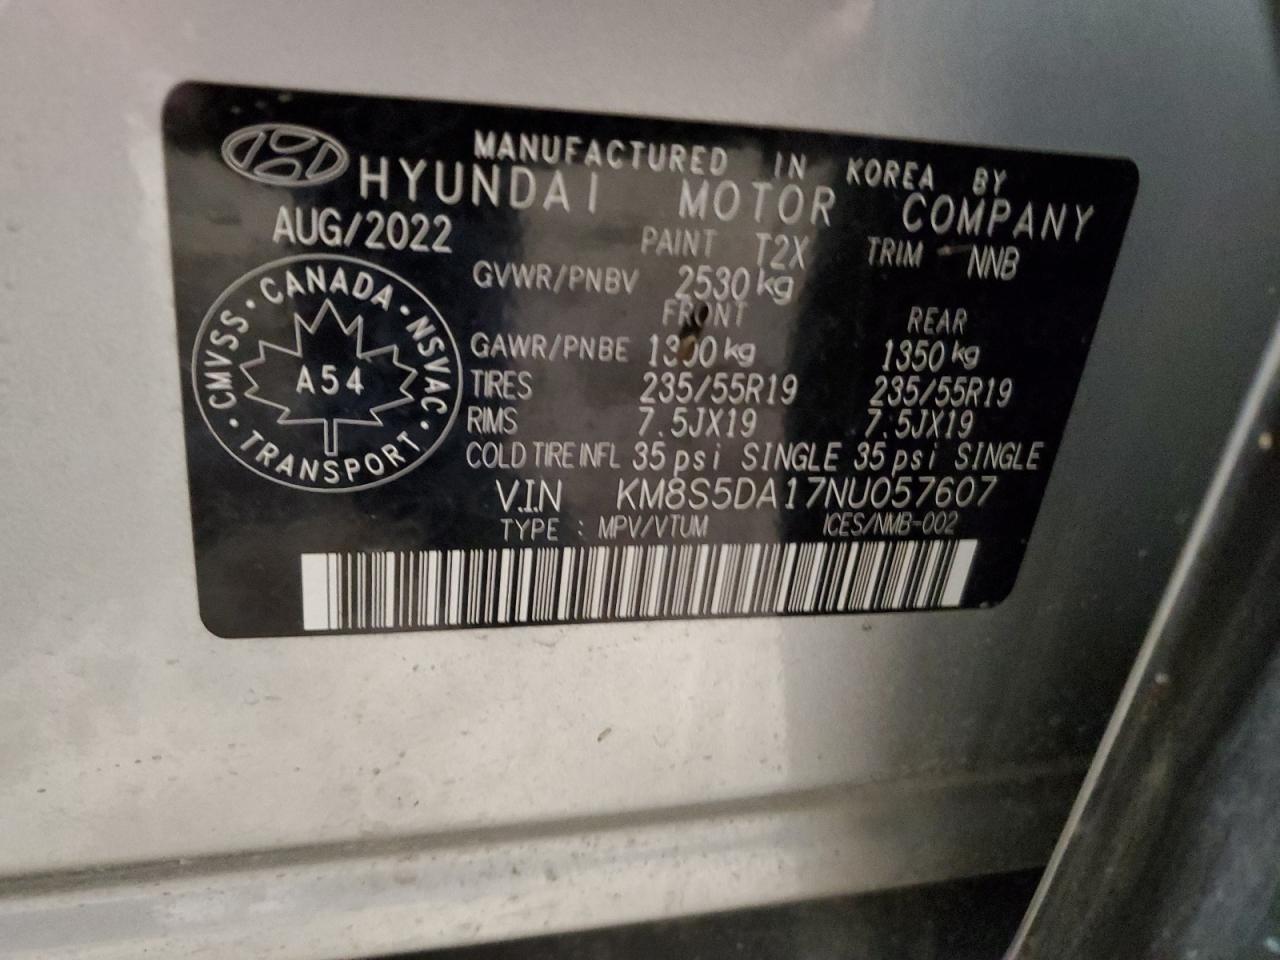 MANUFACTURED IN KOREA BY
HYUNDAI MOTOR COMPANY
AUG/2022 PAINT T2X TRIM NNB
GVWR/PNBV 2530 kg
FRONT REAR
GAWR/PNBE kg 1350 kg
TIRES 235/55R19 235/55R19
RIMS 7.5JX19 7.5JX19
COLD TIRE INFL 35 psi SINGLE 35 psi SINGLE
V.I.N KM8S5DA17NU057607
TYPE : MPV/VTUM ICES/NMB-002
CMVSS · CANADA · NSVAC · TRANSPORT ·
A54